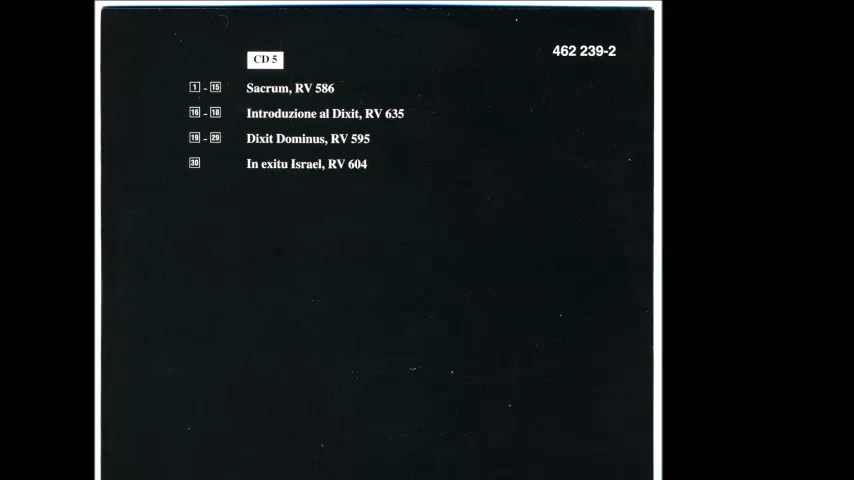 462 239-2
CD 5
1 - 15 Sacrum, RV 586
16 - 18 Introduzione al Dixit, RV 635
19 - 29 Dixit Dominus, RV 595
30 In exitu Israel, RV 604